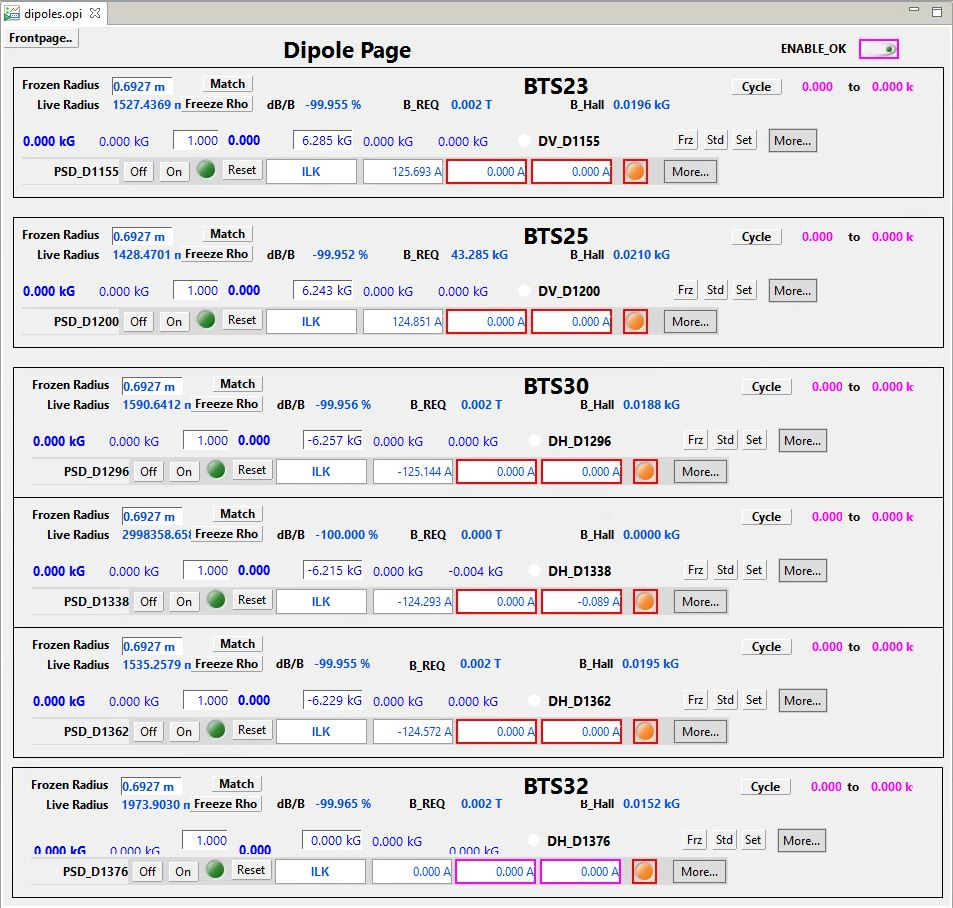 dipoles.opi
Frontpage..
Dipole Page ENABLE_OK
Frozen Radius 0.6927 m Match BTS23 Cycle 0.000 to 0.000 k
Live Radius 1527.4369 m Freeze Rho dB/B -99.955 % B_REQ 0.002 T B_Hall 0.0196 kG
0.000 kG 0.000 kG 1.000 0.000 6.285 kG 0.000 kG 0.000 kG DV_D1155 Frz Std Set More...
PSD_D1155 Off On Reset ILK 125.693 A 0.000 A 0.000 A More...
Frozen Radius 0.6927 m Match BTS25 Cycle 0.000 to 0.000 k
Live Radius 1428.4701 m Freeze Rho dB/B -99.952 % B_REQ 43.285 kG B_Hall 0.0210 kG
0.000 kG 0.000 kG 1.000 0.000 6.243 kG 0.000 kG 0.000 kG DV_D1200 Frz Std Set More...
PSD_D1200 Off On Reset ILK 124.851 A 0.000 A 0.000 A More...
Frozen Radius 0.6927 m Match BTS30 Cycle 0.000 to 0.000 k
Live Radius 1590.6412 m Freeze Rho dB/B -99.956 % B_REQ 0.002 T B_Hall 0.0188 kG
0.000 kG 0.000 kG 1.000 0.000 -6.257 kG 0.000 kG 0.000 kG DH_D1296 Frz Std Set More...
PSD_D1296 Off On Reset ILK -125.144 A 0.000 A 0.000 A More...
Frozen Radius 0.6927 m Match Cycle 0.000 to 0.000 k
Live Radius 2998358.658 Freeze Rho dB/B -100.000 % B_REQ 0.000 T B_Hall 0.0000 kG
0.000 kG 0.000 kG 1.000 0.000 -6.215 kG 0.000 kG -0.004 kG DH_D1338 Frz Std Set More...
PSD_D1338 Off On Reset ILK -124.293 A 0.000 A -0.089 A More...
Frozen Radius 0.6927 m Match Cycle 0.000 to 0.000 k
Live Radius 1535.2579 m Freeze Rho dB/B -99.955 % B_REQ 0.002 T B_Hall 0.0195 kG
0.000 kG 0.000 kG 1.000 0.000 -6.229 kG 0.000 kG 0.000 kG DH_D1362 Frz Std Set More...
PSD_D1362 Off On Reset ILK -124.572 A 0.000 A 0.000 A More...
Frozen Radius 0.6927 m Match BTS32 Cycle 0.000 to 0.000 k
Live Radius 1973.9030 m Freeze Rho dB/B -99.965 % B_REQ 0.002 T B_Hall 0.0152 kG
0.000 kG 0.000 kG 1.000 0.000 0.000 kG 0.000 kG 0.000 kG DH_D1376 Frz Std Set More...
PSD_D1376 Off On Reset ILK 0.000 A 0.000 A 0.000 A More...